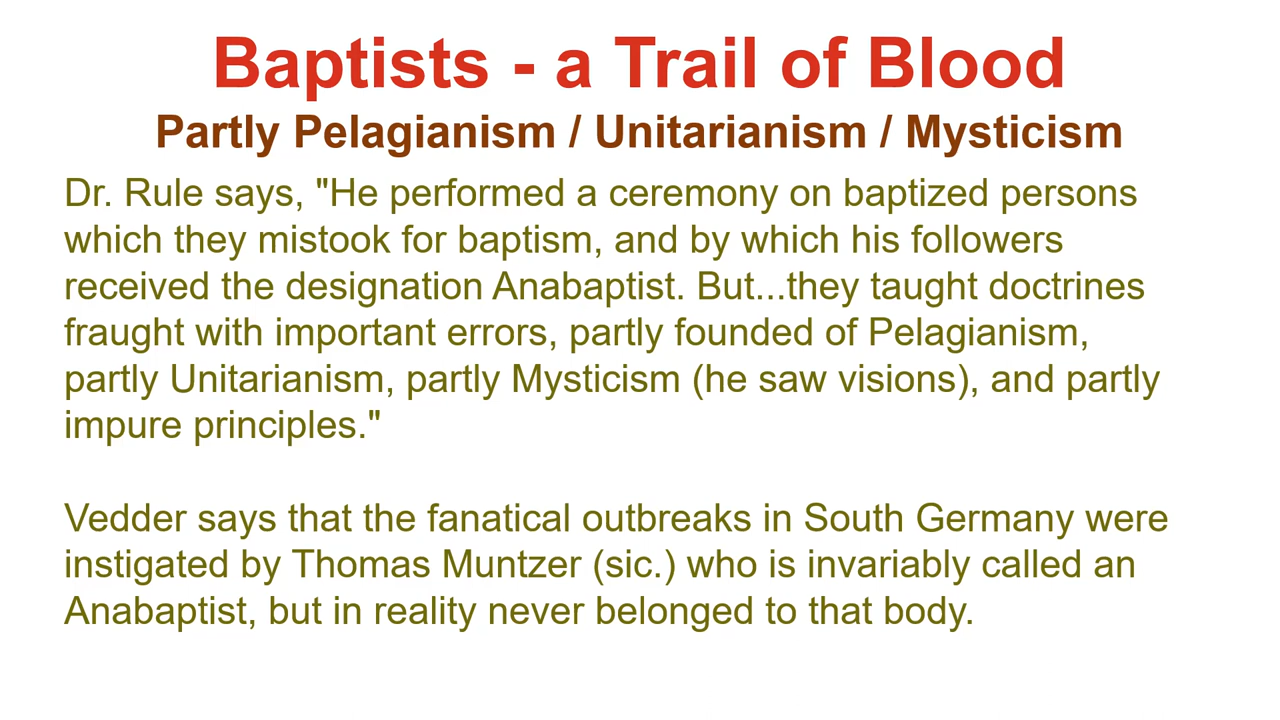 Baptists - a Trail of Blood
Partly Pelagianism / Unitarianism / Mysticism
Dr. Rule says, "He performed a ceremony on baptized persons
which they mistook for baptism, and by which his followers
received the designation Anabaptist. But...they taught doctrines
fraught with important errors, partly founded of Pelagianism,
partly Unitarianism, partly Mysticism (he saw visions), and partly
impure principles."
Vedder says that the fanatical outbreaks in South Germany were
instigated by Thomas Muntzer (sic.) who is invariably called an
Anabaptist, but in reality never belonged to that body.